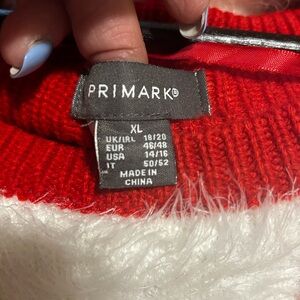 PRIMARK®
XL
UK/IRL 18/20
EUR 46/48
USA 14/16
IT 50/52
MADE IN
CHINA